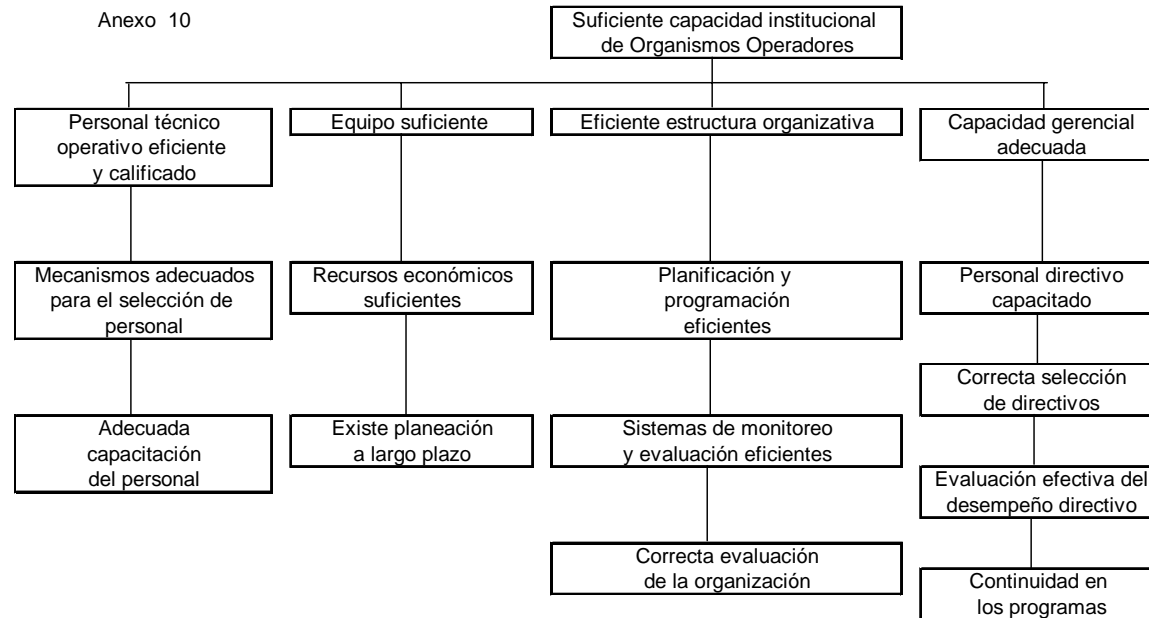 Anexo 10
Suficiente capacidad institucional
de Organismos Operadores
Personal técnico
operativo eficiente
y calificado
Equipo suficiente
Eficiente estructura organizativa
Capacidad gerencial
adecuada
Mecanismos adecuados
para el selección de
personal
Recursos económicos
suficientes
Planificación y
programación
eficientes
Personal directivo
capacitado
Correcta selección
de directivos
Adecuada
capacitación
del personal
Existe planeación
a largo plazo
Sistemas de monitoreo
y evaluación eficientes
Evaluación efectiva del
desempeño directivo
Correcta evaluación
de la organización
Continuidad en
los programas